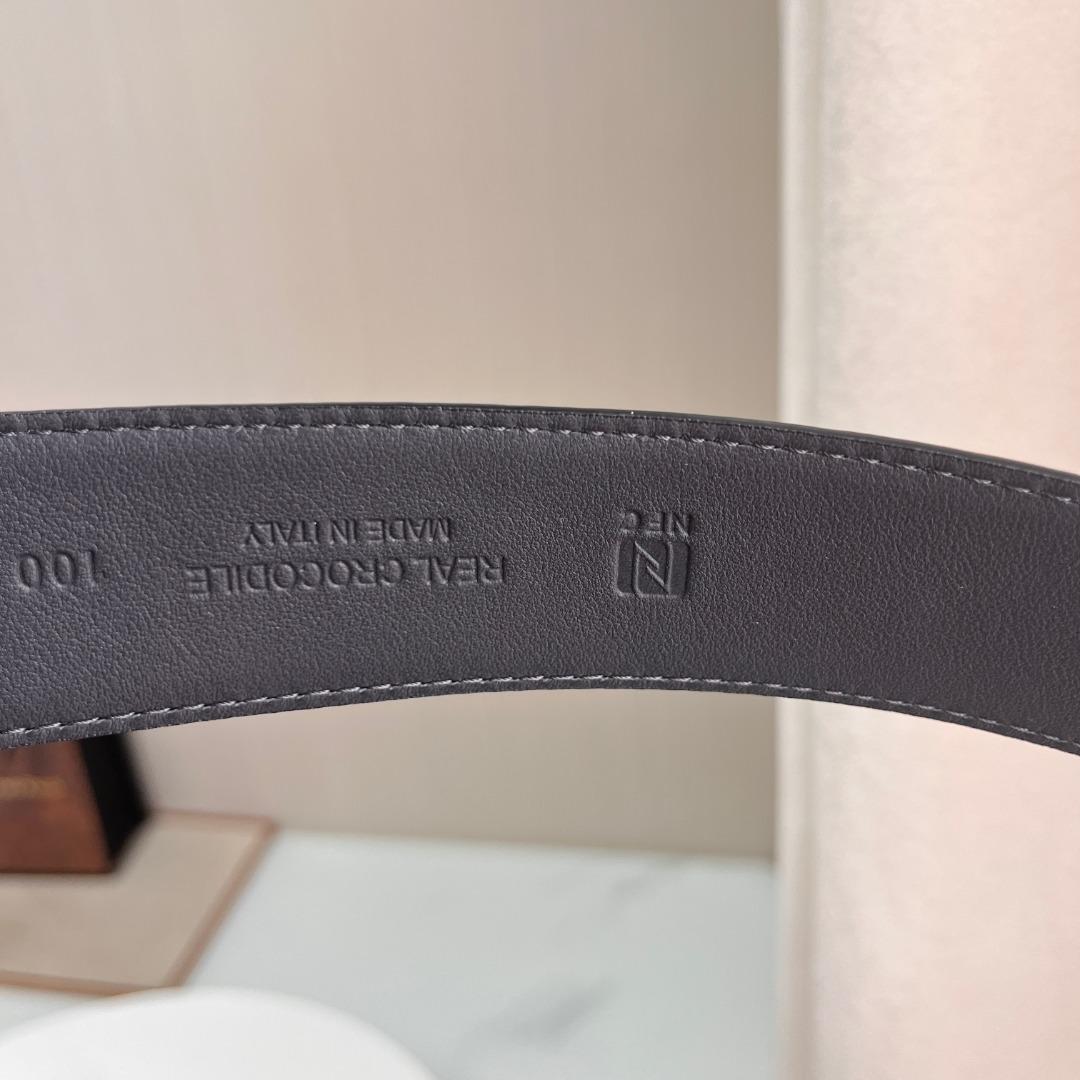 NFC
REAL CROCODILE
MADE IN ITALY
100